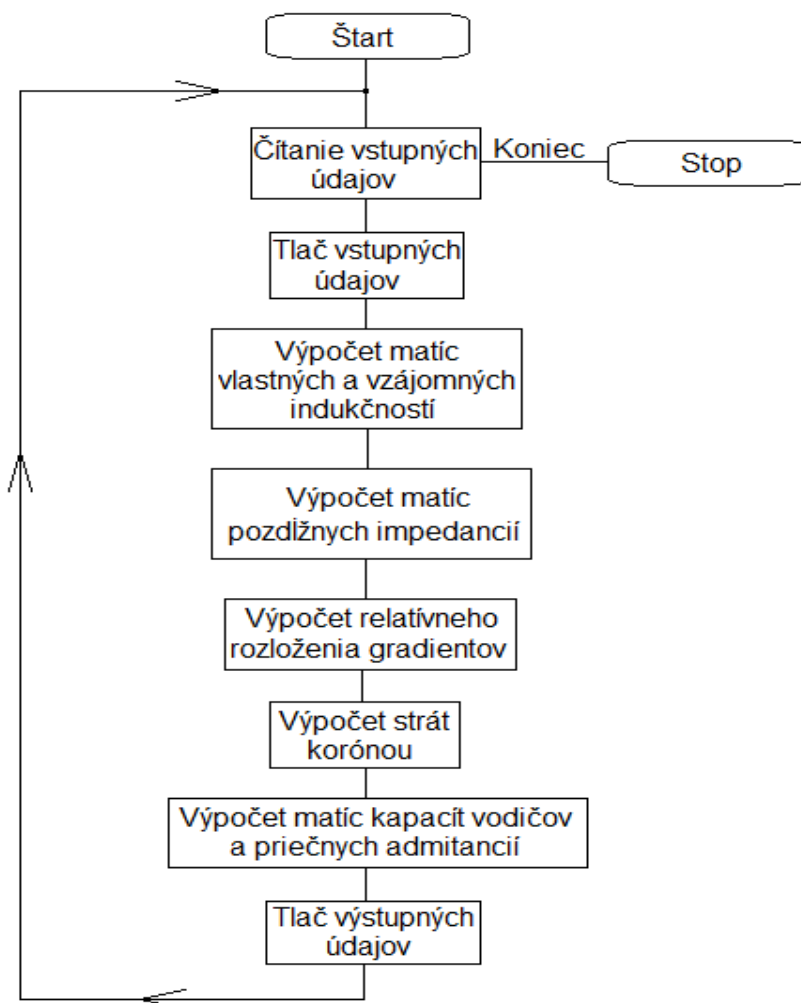 Štart
Čítanie vstupných
údajov
Koniec
Stop
Tlač vstupných
údajov
Výpočet matíc
vlastných a vzájomných
indukčností
Výpočet matíc
pozdĺžnych impedancií
Výpočet relatívneho
rozloženia gradientov
Výpočet strát
korónou
Výpočet matíc kapacít vodičov
a priečnych admitancií
Tlač výstupných
údajov